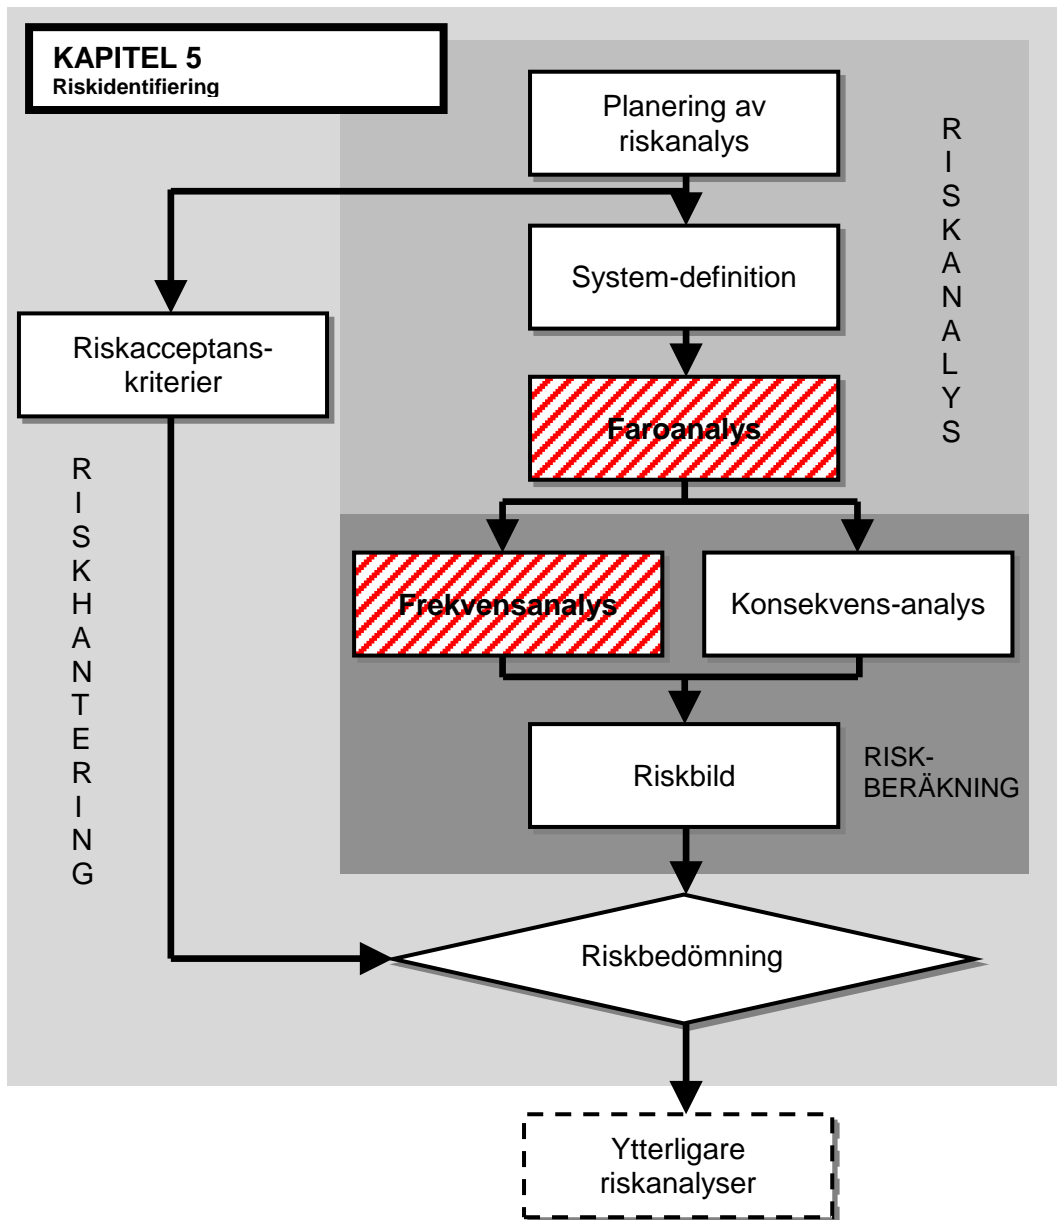 KAPITEL 5
Riskidentifiering
Planering av
riskanalys
RISKANALYS
System-definition
Riskacceptans-
kriterier
Faroanalys
RISKHANTERING
Frekvensanalys
Konsekvens-analys
Riskbild
RISK-
BERÄKNING
Riskbedömning
Ytterligare
riskanalyser